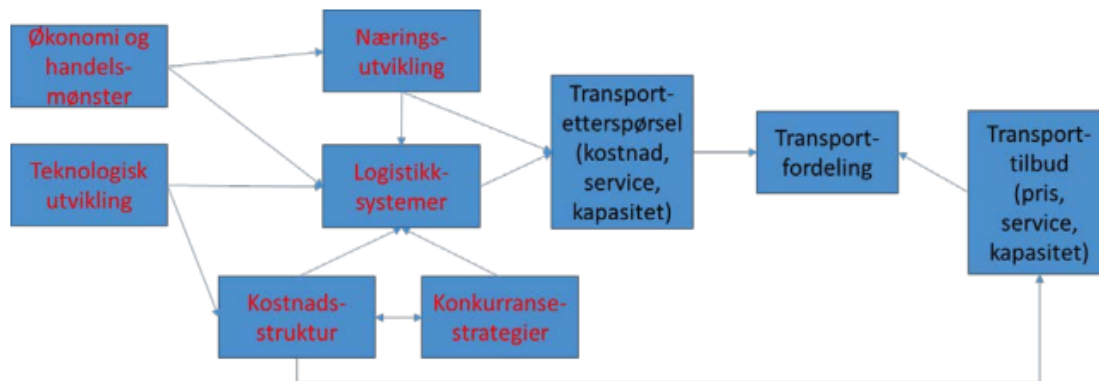 Økonomi og
handels-
mønster
Nærings-
utvikling
Transport-
etterspørsel
(kostnad,
service,
kapasitet)
Transport-
fordeling
Transport-
tilbud
(pris,
service,
kapasitet)
Teknologisk
utvikling
Logistikk-
systemer
Kostnads-
struktur
Konkurranse-
strategier